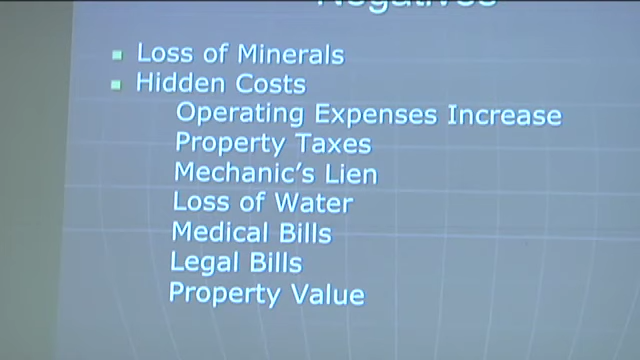 Negatives
Loss of Minerals
Hidden Costs
Operating Expenses Increase
Property Taxes
Mechanic's Lien
Loss of Water
Medical Bills
Legal Bills
Property Value